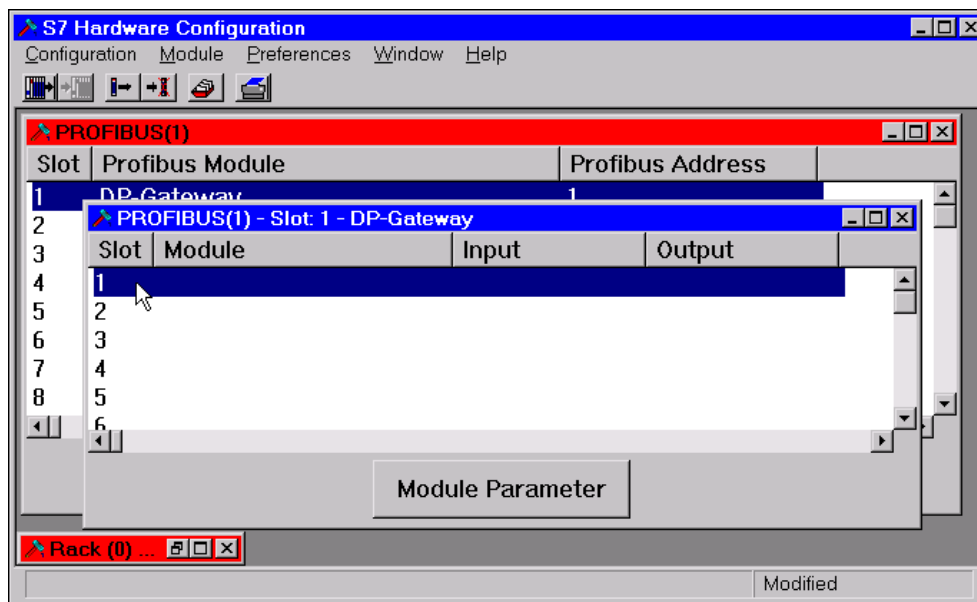 S7 Hardware Configuration
Configuration Module Preferences Window Help
PROFIBUS(1)
Slot Profibus Module Profibus Address
1 DP-Gateway 1
2
3
4
5
6
7
8
PROFIBUS(1) - Slot: 1 - DP-Gateway
Slot Module Input Output
1
2
3
4
5
6
Module Parameter
Rack (0) ...
Modified